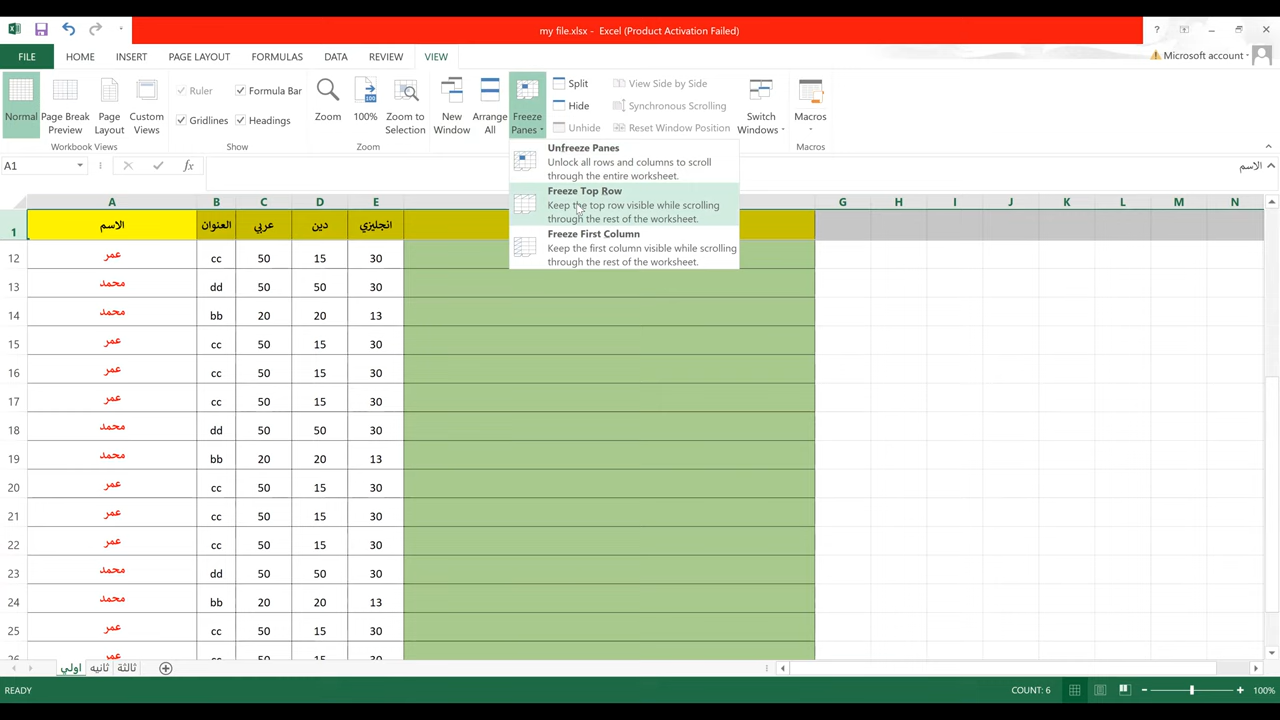 my file.xlsx - Excel (Product Activation Failed)
FILE HOME INSERT PAGE LAYOUT FORMULAS DATA REVIEW VIEW Microsoft account
Normal Page Break Preview Page Layout Custom Views
Workbook Views
Ruler Formula Bar
Gridlines Headings
Show
Zoom 100% Zoom to Selection
Zoom
New Window Arrange All Freeze Panes
Split View Side by Side
Hide Synchronous Scrolling
Unhide Reset Window Position
Switch Windows
Macros
Macros
Unfreeze Panes
Unlock all rows and columns to scroll
through the entire worksheet.
Freeze Top Row
Keep the top row visible while scrolling
through the rest of the worksheet.
Freeze First Column
Keep the first column visible while scrolling
through the rest of the worksheet.
A1 fx الاسم
A B C D E G H I J K L M N
1 الاسم العنوان عربي دين انجليزي
12 عمر cc 50 15 30
13 محمد dd 50 50 30
14 محمد bb 20 20 13
15 عمر cc 50 15 30
16 عمر cc 50 15 30
17 عمر cc 50 15 30
18 محمد dd 50 50 30
19 محمد bb 20 20 13
20 عمر cc 50 15 30
21 عمر cc 50 15 30
22 عمر cc 50 15 30
23 محمد dd 50 50 30
24 محمد bb 20 20 13
25 عمر cc 50 15 30
26 عمر cc 50 15 30
اولي ثانيه ثالثة
READY COUNT: 6 100%